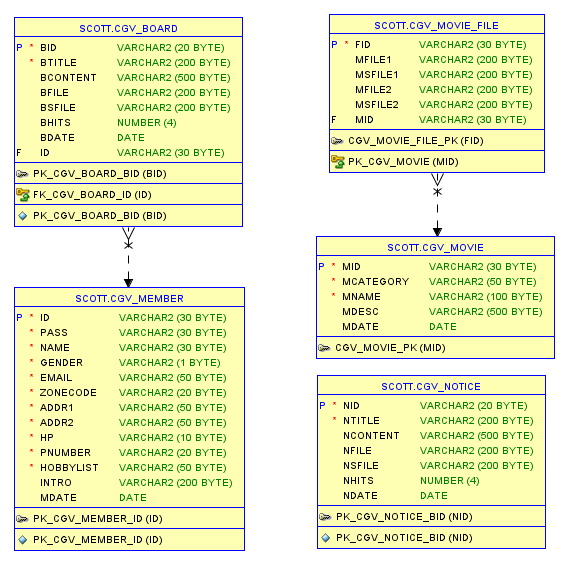 SCOTT.CGV_BOARD
P * BID VARCHAR2 (20 BYTE)
* BTITLE VARCHAR2 (200 BYTE)
BCONTENT VARCHAR2 (500 BYTE)
BFILE VARCHAR2 (200 BYTE)
BSFILE VARCHAR2 (200 BYTE)
BHITS NUMBER (4)
BDATE DATE
F ID VARCHAR2 (30 BYTE)
PK_CGV_BOARD_BID (BID)
FK_CGV_BOARD_ID (ID)
PK_CGV_BOARD_BID (BID)
SCOTT.CGV_MEMBER
P * ID VARCHAR2 (30 BYTE)
* PASS VARCHAR2 (30 BYTE)
* NAME VARCHAR2 (30 BYTE)
* GENDER VARCHAR2 (1 BYTE)
* EMAIL VARCHAR2 (50 BYTE)
* ZONECODE VARCHAR2 (20 BYTE)
* ADDR1 VARCHAR2 (50 BYTE)
* ADDR2 VARCHAR2 (50 BYTE)
* HP VARCHAR2 (10 BYTE)
* PNUMBER VARCHAR2 (20 BYTE)
* HOBBYLIST VARCHAR2 (50 BYTE)
INTRO VARCHAR2 (200 BYTE)
MDATE DATE
PK_CGV_MEMBER_ID (ID)
PK_CGV_MEMBER_ID (ID)
SCOTT.CGV_MOVIE_FILE
P * FID VARCHAR2 (30 BYTE)
MFILE1 VARCHAR2 (200 BYTE)
MSFILE1 VARCHAR2 (200 BYTE)
MFILE2 VARCHAR2 (200 BYTE)
MSFILE2 VARCHAR2 (200 BYTE)
F MID VARCHAR2 (30 BYTE)
CGV_MOVIE_FILE_PK (FID)
PK_CGV_MOVIE (MID)
SCOTT.CGV_MOVIE
P * MID VARCHAR2 (30 BYTE)
* MCATEGORY VARCHAR2 (50 BYTE)
* MNAME VARCHAR2 (100 BYTE)
MDESC VARCHAR2 (500 BYTE)
MDATE DATE
CGV_MOVIE_PK (MID)
SCOTT.CGV_NOTICE
P * NID VARCHAR2 (20 BYTE)
* NTITLE VARCHAR2 (200 BYTE)
NCONTENT VARCHAR2 (500 BYTE)
NFILE VARCHAR2 (200 BYTE)
NSFILE VARCHAR2 (200 BYTE)
NHITS NUMBER (4)
NDATE DATE
PK_CGV_NOTICE_BID (NID)
PK_CGV_NOTICE_BID (NID)